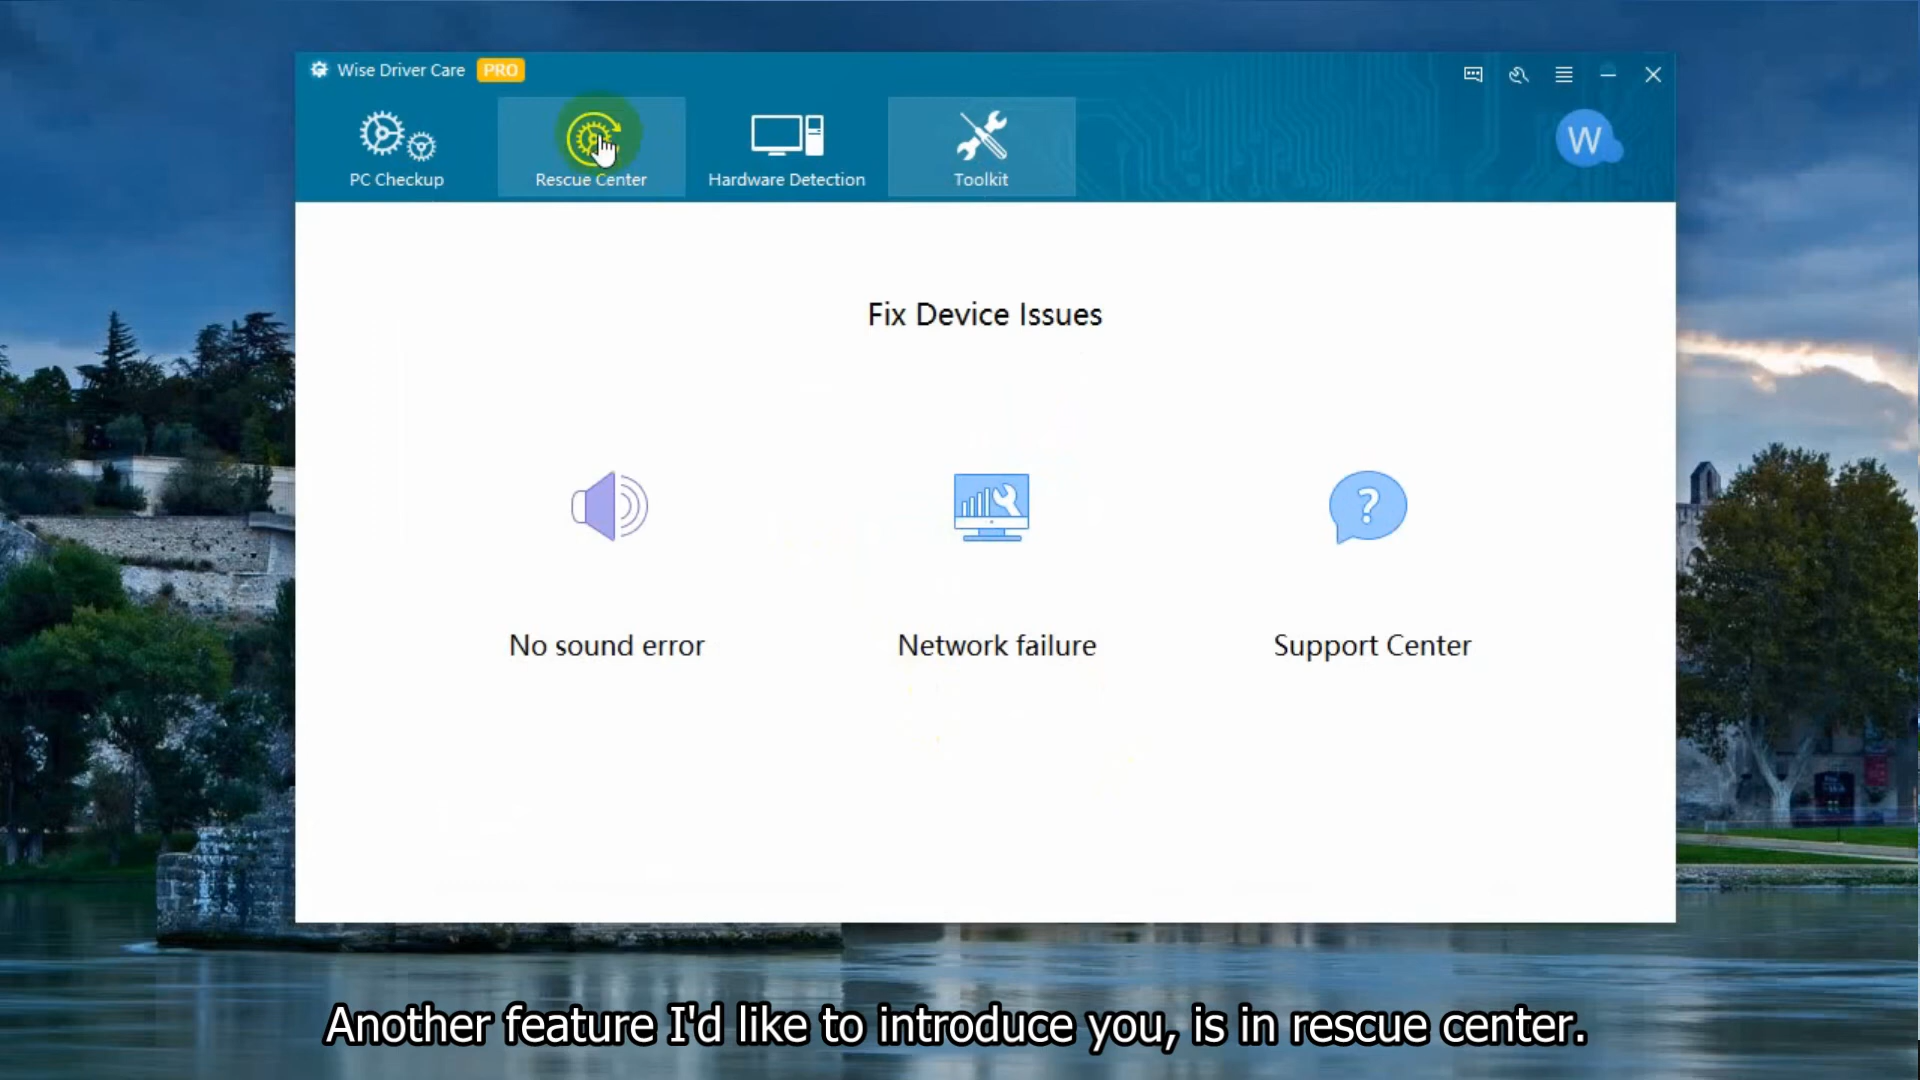 Wise Driver Care PRO
PC Checkup
Rescue Center
Hardware Detection
Toolkit
W
Fix Device Issues
?
No sound error
Network failure
Support Center
Another feature I'd like to introduce you, is in rescue center.